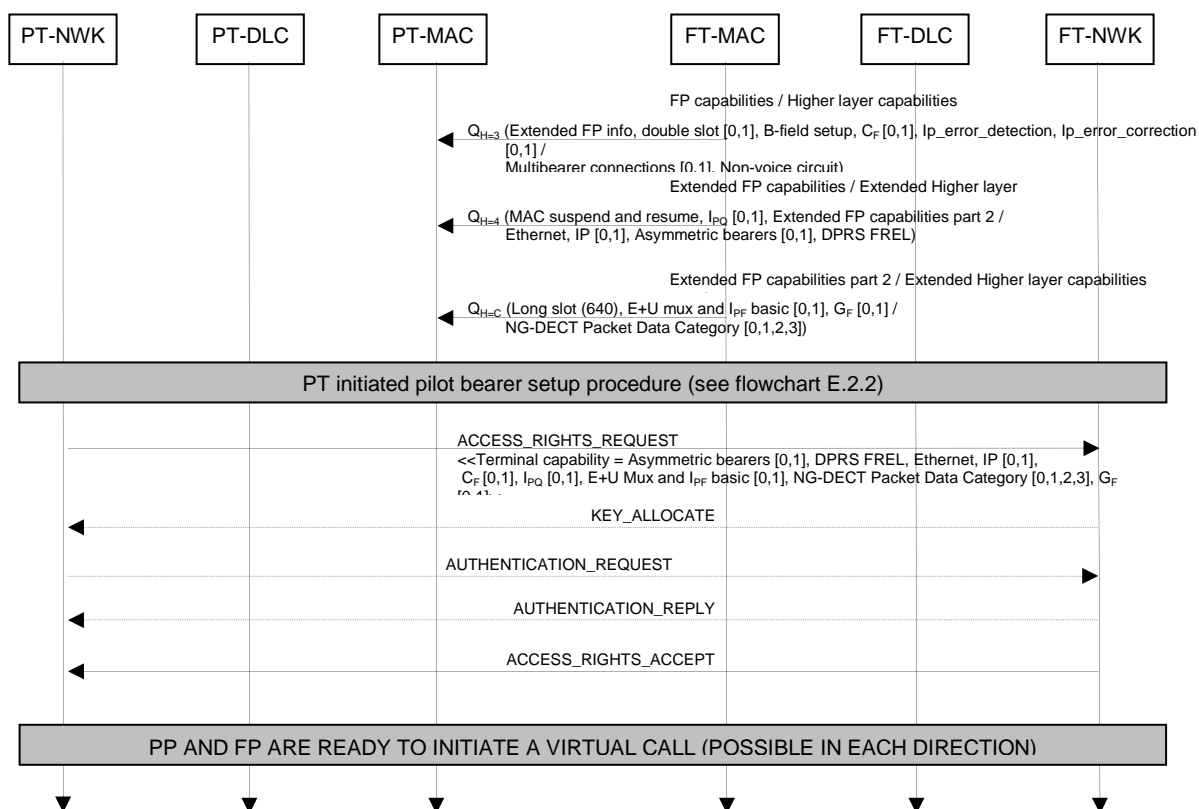 PT-NWK PT-DLC PT-MAC FT-MAC FT-DLC FT-NWK
FP capabilities / Higher layer capabilities
QH=3 (Extended FP info, double slot [0,1], B-field setup, CF [0,1], Ip_error_detection, Ip_error_correction
[0,1] /
Multibearer connections [0,1], Non-voice circuit)
Extended FP capabilities / Extended Higher layer
QH=4 (MAC suspend and resume, IPQ [0,1], Extended FP capabilities part 2 /
Ethernet, IP [0,1], Asymmetric bearers [0,1], DPRS FREL)
Extended FP capabilities part 2 / Extended Higher layer capabilities
QH=C (Long slot (640), E+U mux and IPF basic [0,1], GF [0,1] /
NG-DECT Packet Data Category [0,1,2,3])
PT initiated pilot bearer setup procedure (see flowchart E.2.2)
ACCESS_RIGHTS_REQUEST
<<Terminal capability = Asymmetric bearers [0,1], DPRS FREL, Ethernet, IP [0,1],
CF [0,1], IPQ [0,1], E+U Mux and IPF basic [0,1], NG-DECT Packet Data Category [0,1,2,3], GF
KEY_ALLOCATE
AUTHENTICATION_REQUEST
AUTHENTICATION_REPLY
ACCESS_RIGHTS_ACCEPT
PP AND FP ARE READY TO INITIATE A VIRTUAL CALL (POSSIBLE IN EACH DIRECTION)